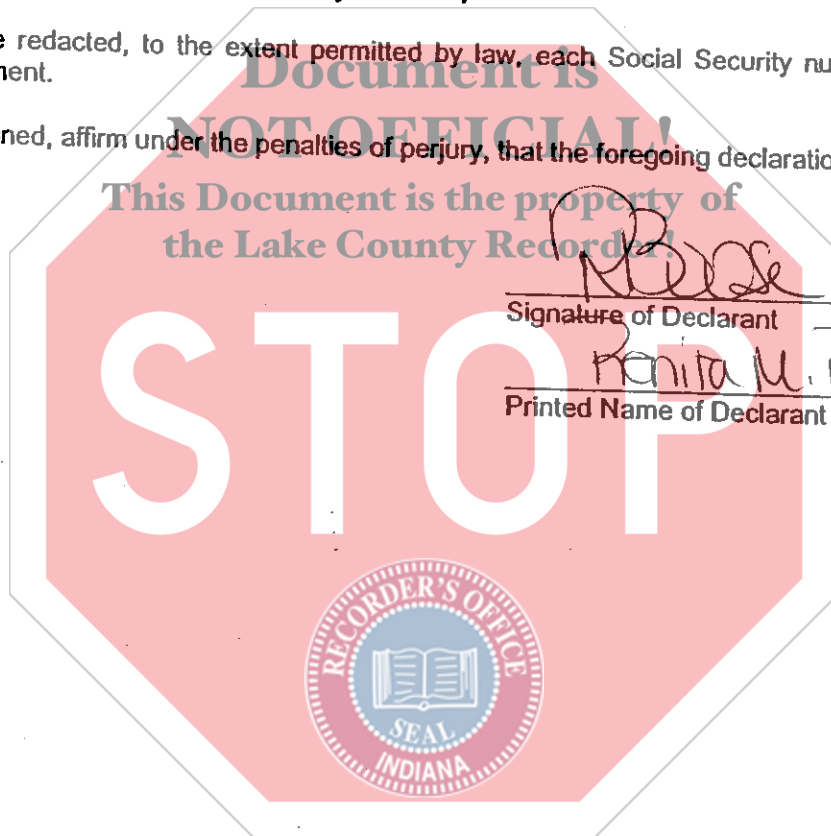 e redacted, to the extent permitted by law, each Social Security nu
nent.
ned, affirm under the penalties of perjury, that the foregoing declaratio
Document is
NOT OFFICIAL!
This Document is the property of
the Lake County Recorder!
Signature of Declarant
Ronita M.
Printed Name of Declarant
STOP
RECORDER'S OFFICE
SEAL
INDIANA